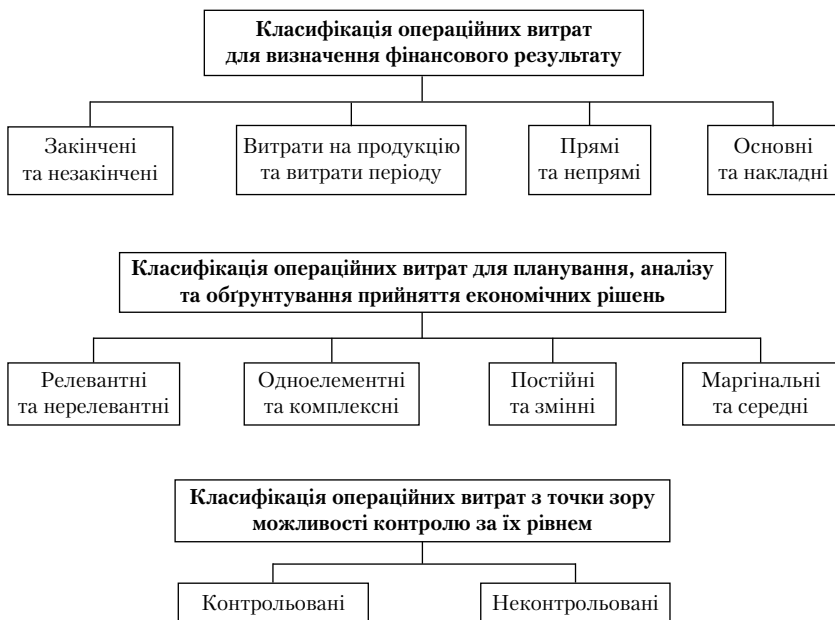 Класифікація операційних витрат
для визначення фінансового результату
Закінчені
та незакінчені
Витрати на продукцію
та витрати періоду
Прямі
та непрямі
Основні
та накладні
Класифікація операційних витрат для планування, аналізу
та обґрунтування прийняття економічних рішень
Релевантні
та нерелевантні
Одноелементні
та комплексні
Постійні
та змінні
Маргінальні
та середні
Класифікація операційних витрат з точки зору
можливості контролю за їх рівнем
Контрольовані
Неконтрольовані